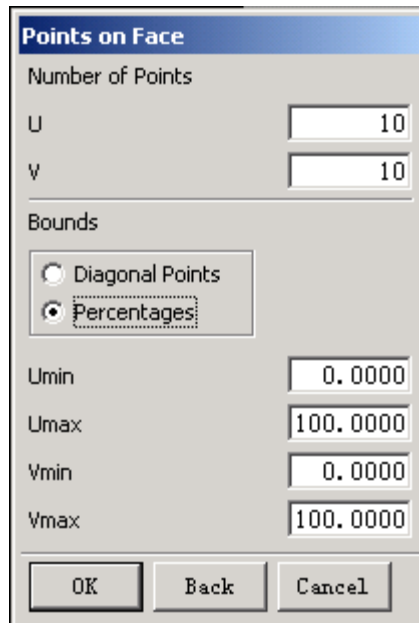 Points on Face
Number of Points
U 10
V 10
Bounds
Diagonal Points
Percentages
Umin 0.0000
Umax 100.0000
Vmin 0.0000
Vmax 100.0000
OK Back Cancel